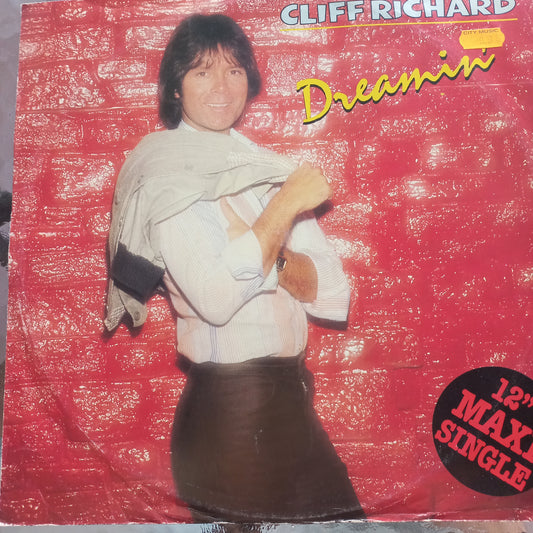 CLIFF RICHARD
CITY MUSIC
Dreamin'
12"
MAXI
SINGLE